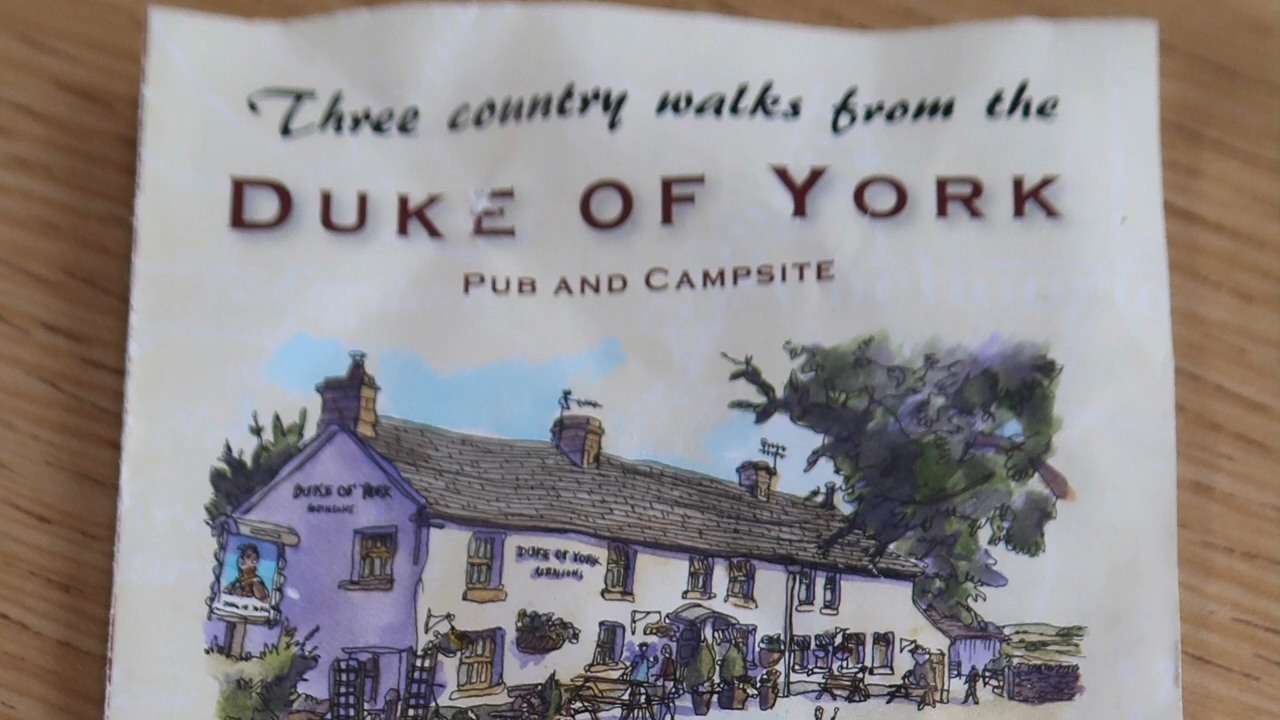 Three country walks from the
DUKE OF YORK
PUB AND CAMPSITE
DUKE OF YORK
DUKE OF YORK